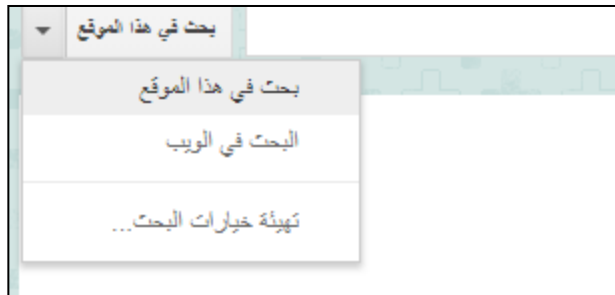 بحث في هذا الموقع
بحث في هذا الموقع
البحث في الويب
تهيئة خيارات البحث...